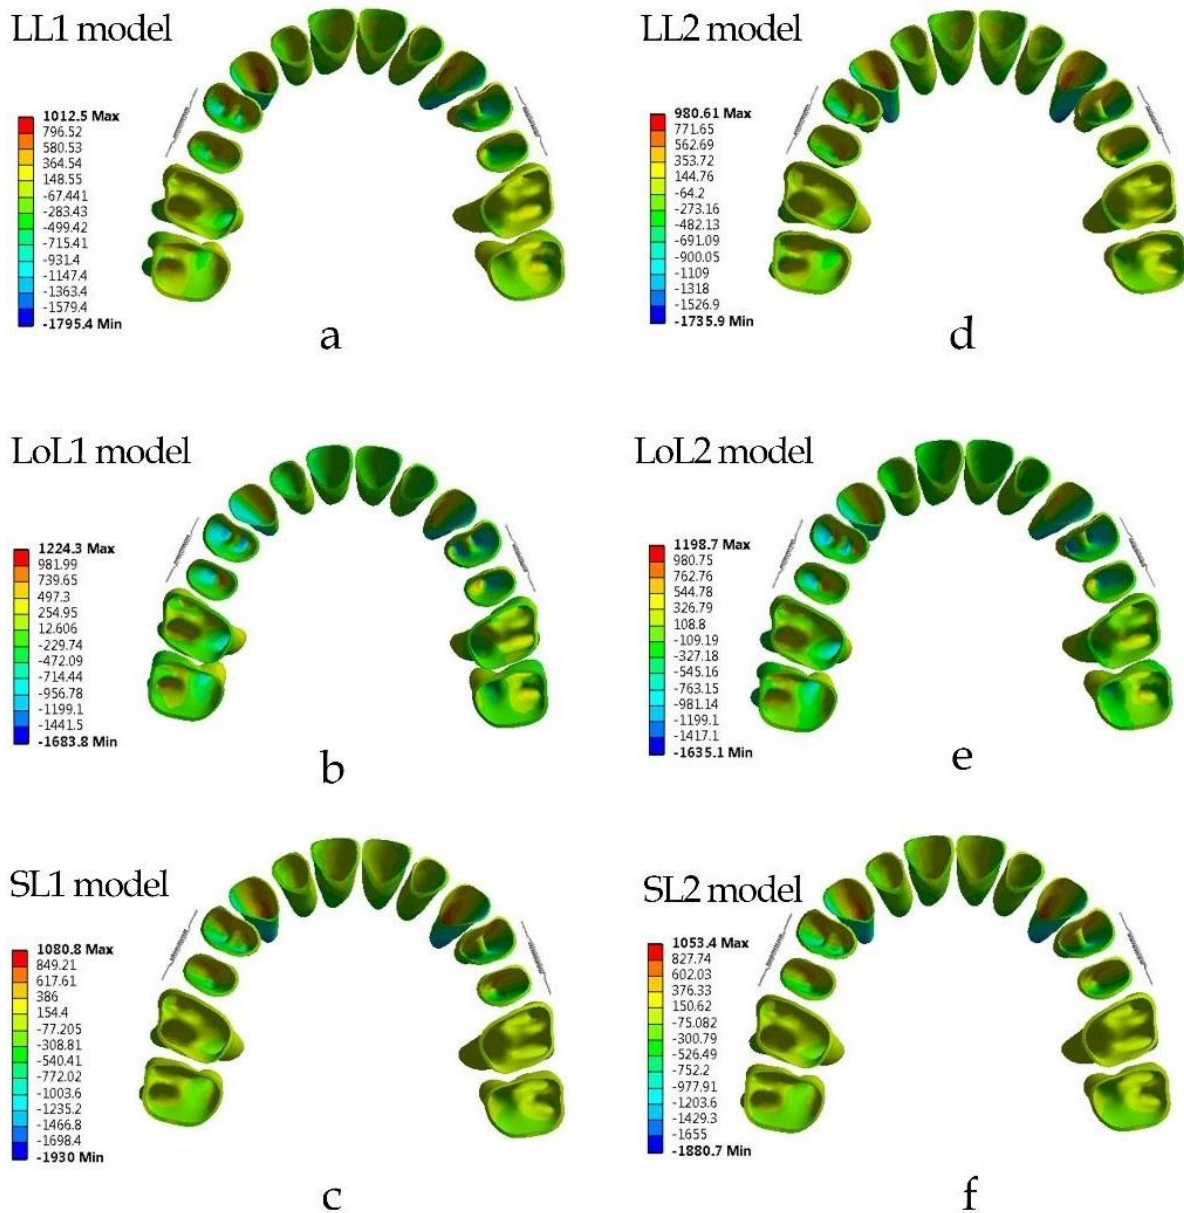 LL1 model
1012.5 Max
796.52
580.53
364.54
148.55
-67.441
-283.43
-499.42
-715.41
-931.4
-1147.4
-1363.4
-1579.4
-1795.4 Min
a
LL2 model
980.61 Max
771.65
562.69
353.72
144.76
-64.2
-273.16
-482.13
-691.09
-900.05
-1109
-1318
-1526.9
-1735.9 Min
d
LoL1 model
1224.3 Max
981.99
739.65
497.3
254.95
12.606
-229.74
-472.09
-714.44
-956.78
-1199.1
-1441.5
-1683.8 Min
b
LoL2 model
1198.7 Max
980.75
762.76
544.78
326.79
108.8
-109.19
-327.18
-545.16
-763.15
-981.14
-1199.1
-1417.1
-1635.1 Min
e
SL1 model
1080.8 Max
849.21
617.61
386
154.4
-77.205
-308.81
-540.41
-772.02
-1003.6
-1235.2
-1466.8
-1698.4
-1930 Min
c
SL2 model
1053.4 Max
827.74
602.03
376.33
150.62
-75.082
-300.79
-526.49
-752.2
-977.91
-1203.6
-1429.3
-1655
-1880.7 Min
f